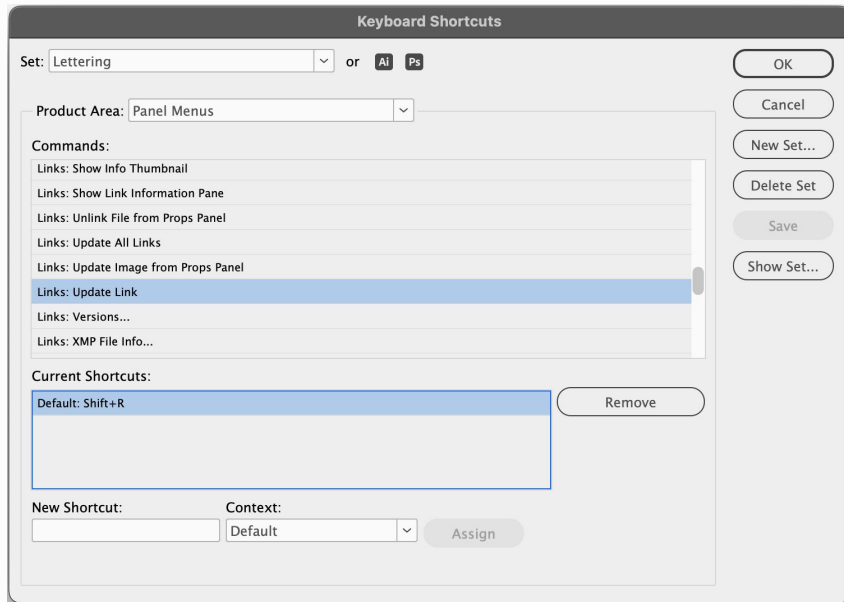 Keyboard Shortcuts
Set: Lettering or Ai Ps
OK
Product Area: Panel Menus
Cancel
Commands:
New Set...
Links: Show Info Thumbnail
Links: Show Link Information Pane
Delete Set
Links: Unlink File from Props Panel
Save
Links: Update All Links
Links: Update Image from Props Panel
Show Set...
Links: Update Link
Links: Versions...
Links: XMP File Info...
Current Shortcuts:
Default: Shift+R
Remove
New Shortcut: Context:
Default
Assign